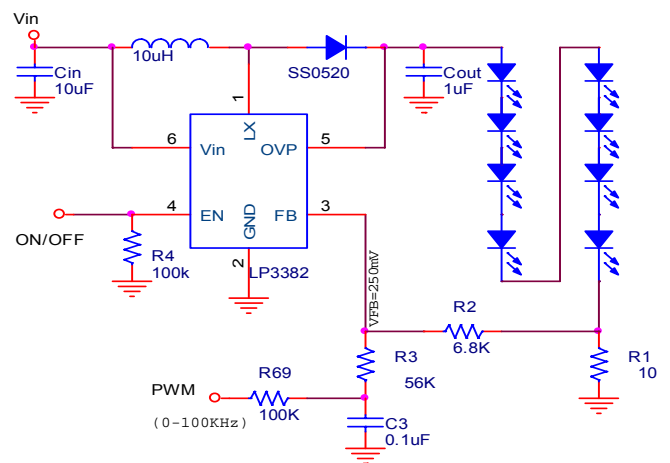 Vin
10uH
SS0520
Cin
10uF
Cout
1uF
1
LX
6
Vin
OVP
5
4
EN
GND
FB
3
ON/OFF
R4
100k
2
LP3382
VFB=250mV
R2
6.8K
R3
56K
R1
10
R69
100K
PWM
(0-100KHz)
C3
0.1uF